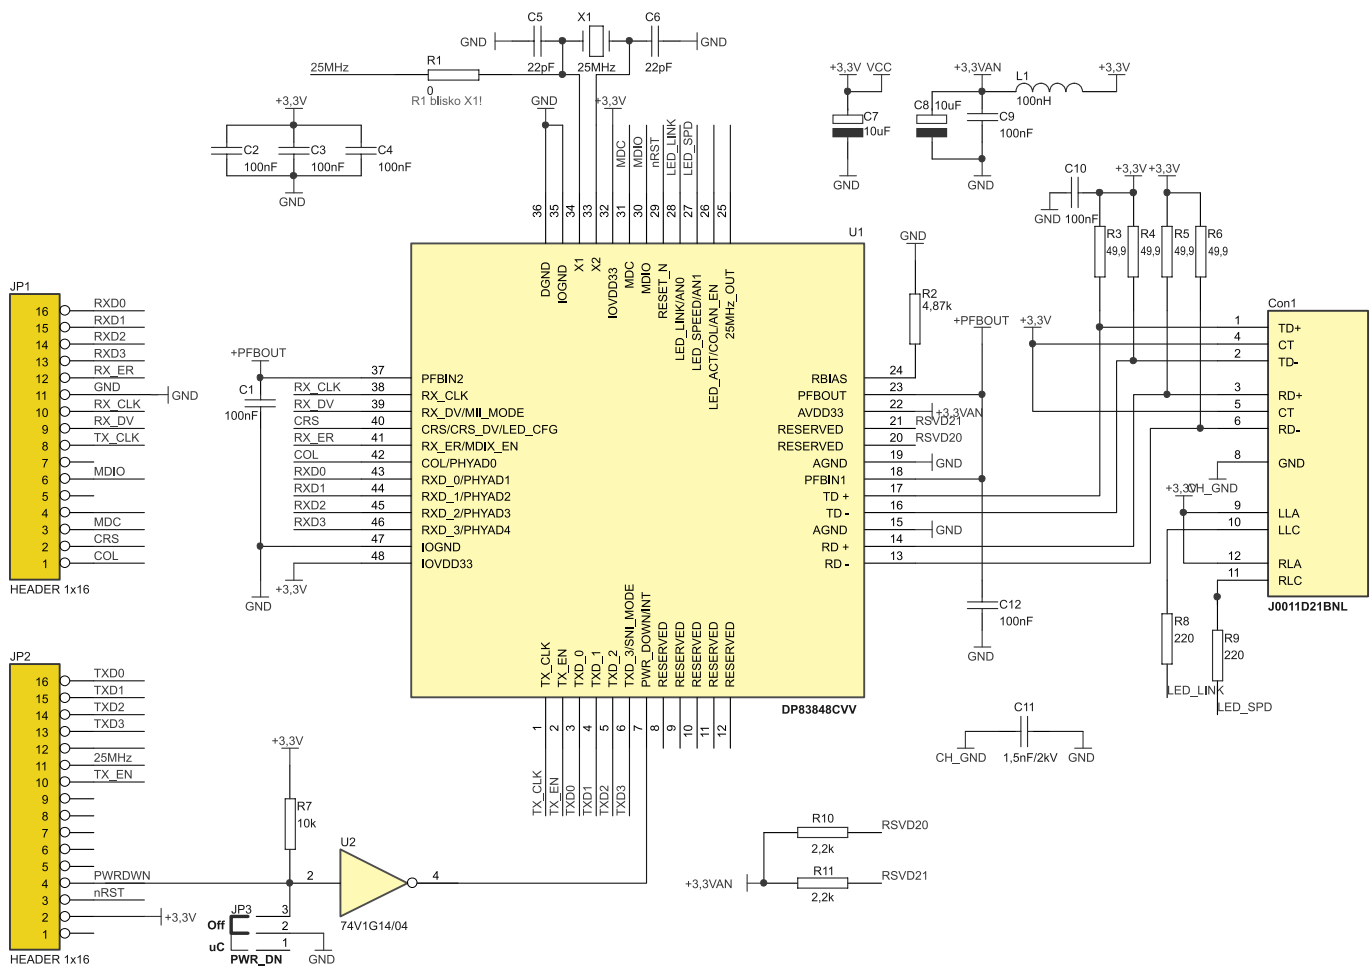 C5
X1
C6
GND
GND
22pF
25MHz
22pF
25MHz
R1
0
R1 blisko X1!
+3,3V
C2
C3
C4
100nF
100nF
100nF
GND
GND
+3,3V
MDC
MDIO
nRST
LED_LINK
LED_SPD
+3,3V
VCC
C7
10uF
GND
+3,3VAN
L1
+3,3V
C8
10uF
100nH
C9
100nF
GND
C10
+3,3V
+3,3V
GND
100nF
R3
R4
R5
R6
49,9
49,9
49,9
49,9
36
35
34
33
32
31
30
29
28
27
26
25
U1
DGND
IOGND
X1
X2
IOVDD33
MDC
MDIO
RESET_N
LED_LINK/AN0
LED_SPEED/AN1
LED_ACT/COL/AN_EN
25MHz_OUT
GND
R2
4,87k
JP1
16 RXD0
15 RXD1
14 RXD2
13 RXD3
12 RX_ER
11 GND
GND
10 RX_CLK
9 RX_DV
8 TX_CLK
7
6 MDIO
5
4
3 MDC
2 CRS
1 COL
HEADER 1x16
+PFBOUT
C1
100nF
GND
+3,3V
37 PFBIN2
RX_CLK 38 RX_CLK
RX_DV 39 RX_DV/MII_MODE
CRS 40 CRS/CRS_DV/LED_CFG
RX_ER 41 RX_ER/MDIX_EN
COL 42 COL/PHYAD0
RXD0 43 RXD_0/PHYAD1
RXD1 44 RXD_1/PHYAD2
RXD2 45 RXD_2/PHYAD3
RXD3 46 RXD_3/PHYAD4
47 IOGND
48 IOVDD33
RBIAS 24
PFBOUT 23
AVDD33 22 +3,3VAN
RESERVED 21 RSVD21
RESERVED 20 RSVD20
AGND 19 GND
PFBIN1 18
TD + 17
TD - 16
AGND 15 GND
RD + 14
RD - 13
+PFBOUT
C12
100nF
GND
Con1
+3,3V
1 TD+
4 CT
2 TD-
3 RD+
5 CT
6 RD-
8 GND
CH_GND
+3,3V
9 LLA
10 LLC
12 RLA
11 RLC
J0011D21BNL
R8
220
R9
220
LED_LINK
LED_SPD
TX_CLK
TX_EN
TXD_0
TXD_1
TXD_2
TXD_3/SNI_MODE
PWR_DOWN/INT
RESERVED
RESERVED
RESERVED
RESERVED
RESERVED
DP83848CVV
1
2
3
4
5
6
7
8
9
10
11
12
TX_CLK
TX_EN
TXD0
TXD1
TXD2
TXD3
C11
CH_GND
1,5nF/2kV
GND
JP2
16 TXD0
15 TXD1
14 TXD2
13 TXD3
12
11 25MHz
10 TX_EN
9
8
7
6
5
4 PWRDWN
3 nRST
2 +3,3V
1
HEADER 1x16
+3,3V
R7
10k
U2
2
4
74V1G14/04
JP3
3
Off
2
uC
1
PWR_DN
GND
R10
RSVD20
2,2k
+3,3VAN
R11
RSVD21
2,2k